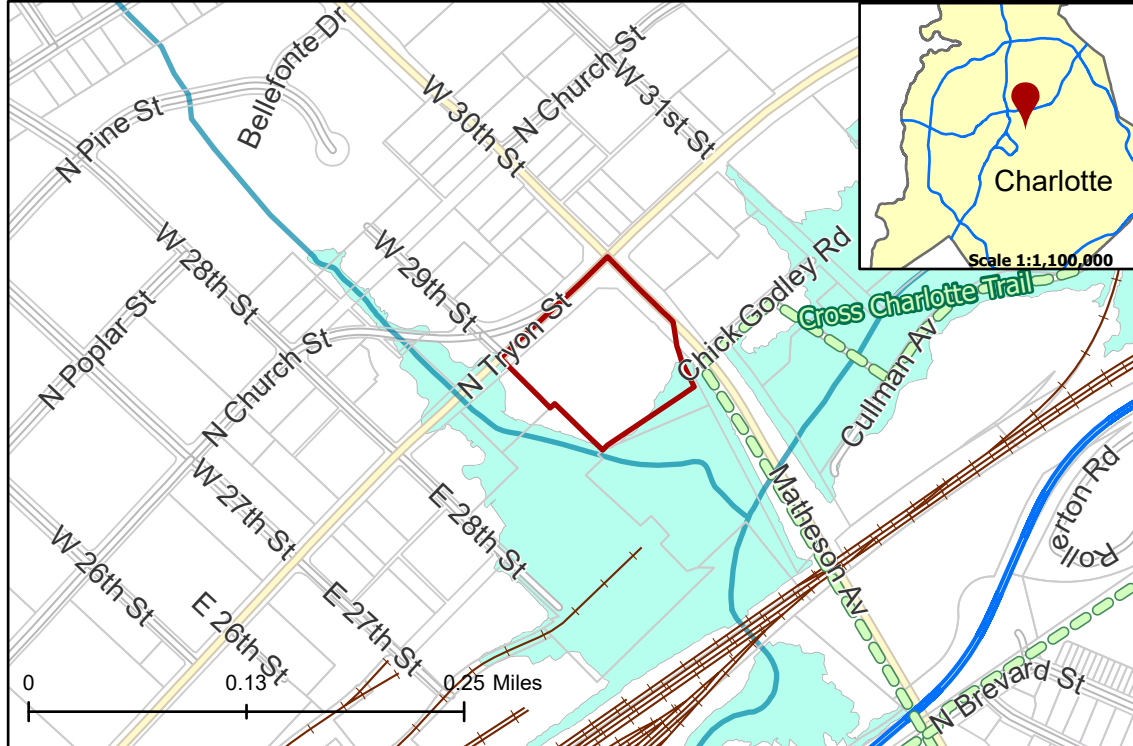 Bellefonte Dr
N Church St
W 30th St
W 31st St
N Pine St
Charlotte
Scale 1:1,100,000
W 29th St
W 28th St
Chick Godley Rd
Cross Charlotte Trail
N Tryon St
N Poplar St
N Church St
Cullman Av
W 27th St
E 28th St
Matheson Av
Rollerton Rd
W 26th St
E 27th St
E 26th St
N Brevard St
0 0.13 0.25 Miles